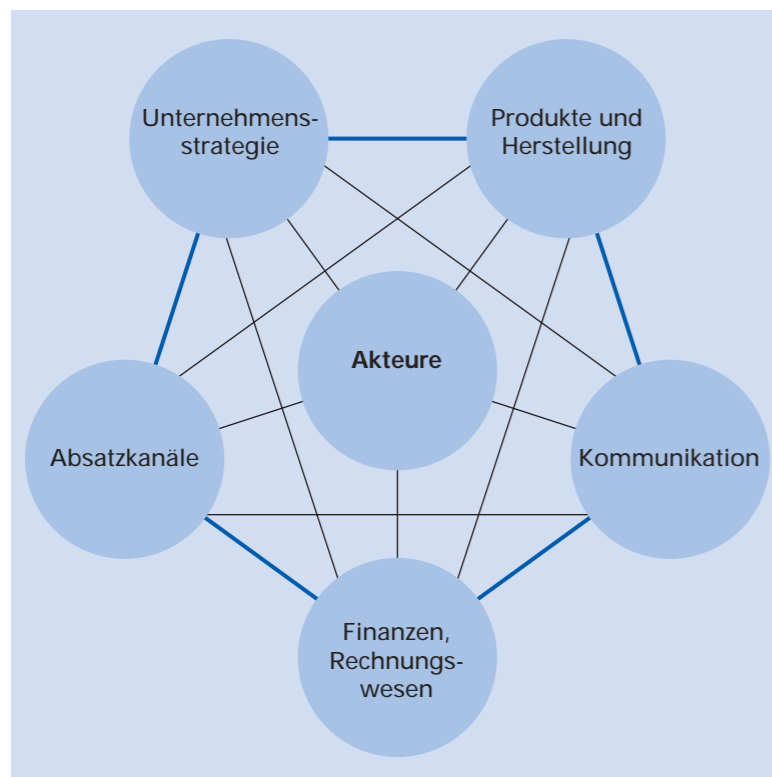 Unternehmens-
strategie
Produkte und
Herstellung
Akteure
Absatzkanäle
Kommunikation
Finanzen,
Rechnungs-
wesen